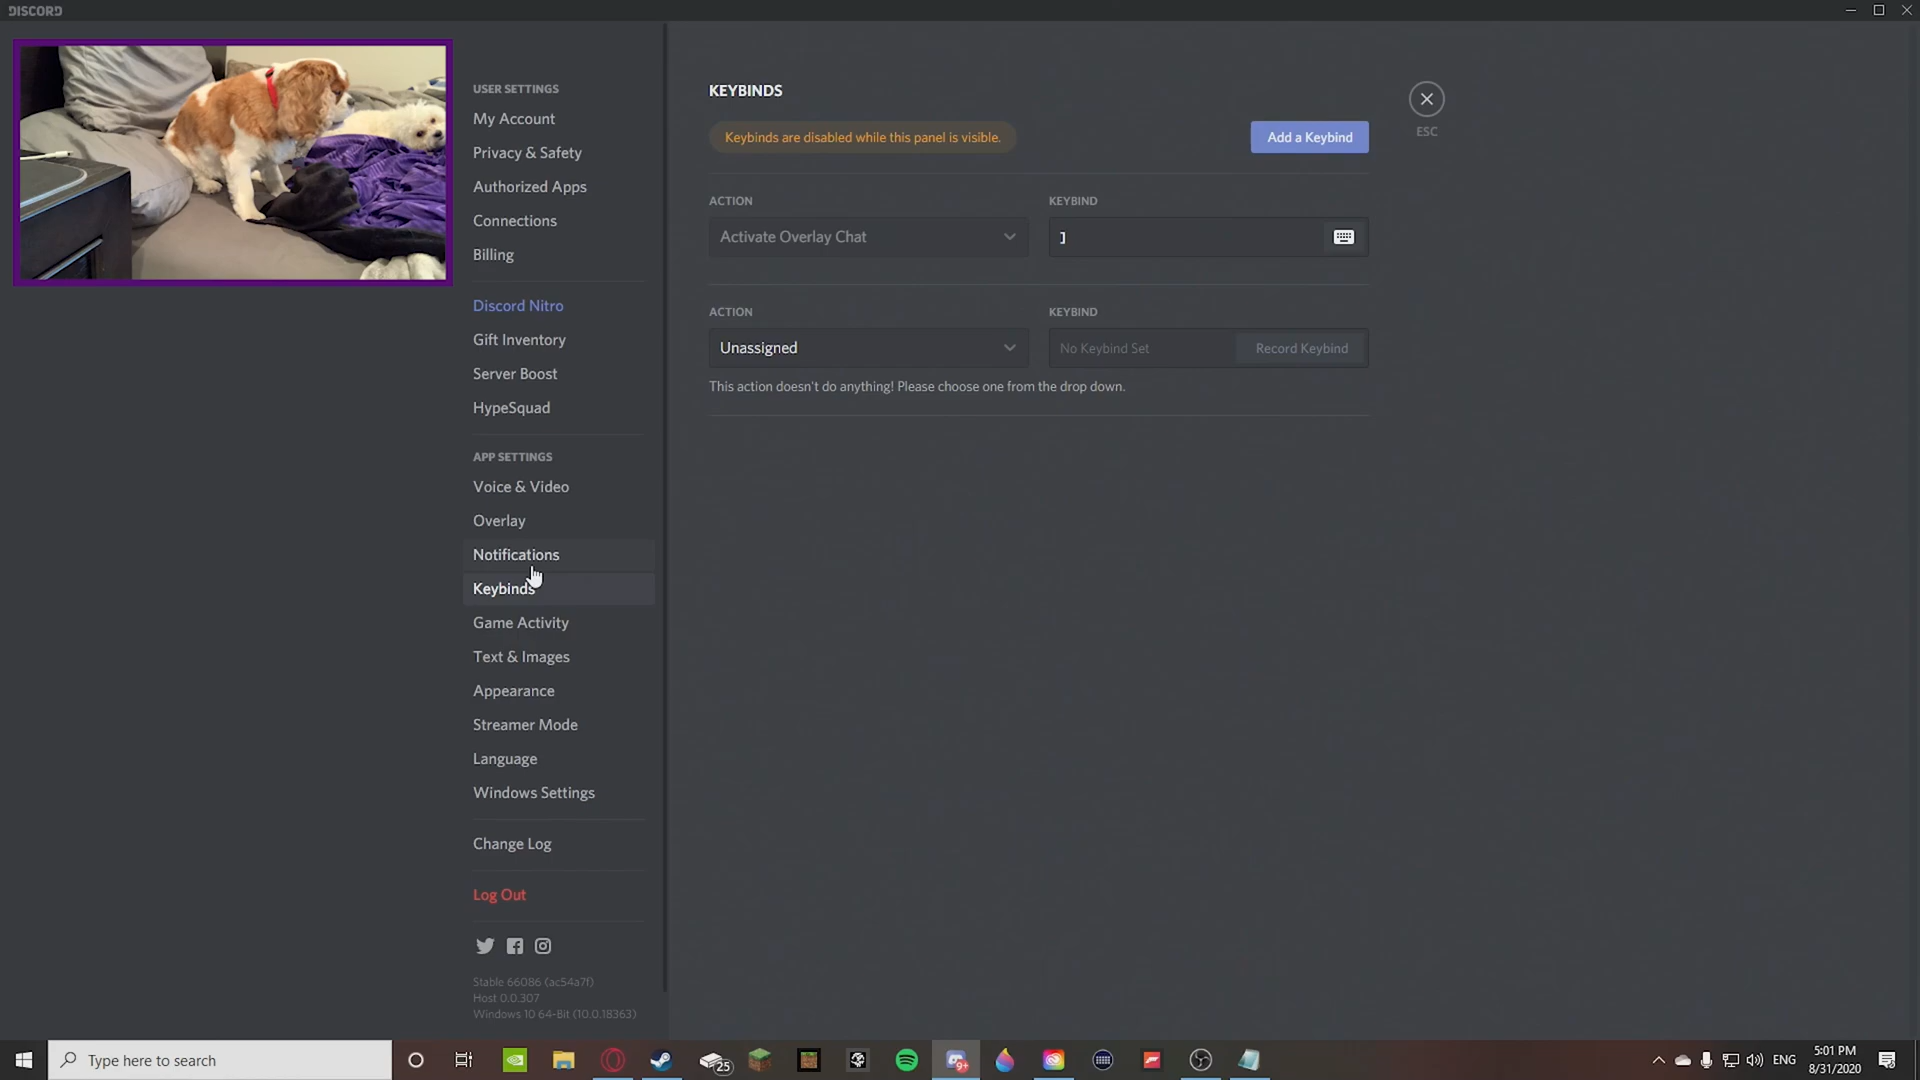 DISCORD
USER SETTINGS
My Account
Privacy & Safety
Authorized Apps
Connections
Billing
Discord Nitro
Gift Inventory
Server Boost
HypeSquad
APP SETTINGS
Voice & Video
Overlay
Notifications
Keybinds
Game Activity
Text & Images
Appearance
Streamer Mode
Language
Windows Settings
Change Log
Log Out
Stable 66086 (ac54a7f)
Host 0.0.307
Windows 10 64-Bit (10.0.18363)
KEYBINDS
Keybinds are disabled while this panel is visible.
Add a Keybind
ESC
ACTION
KEYBIND
Activate Overlay Chat
]
ACTION
KEYBIND
Unassigned
No Keybind Set
Record Keybind
This action doesn't do anything! Please choose one from the drop down.
Type here to search
25
9+
ENG
5:01 PM
8/31/2020